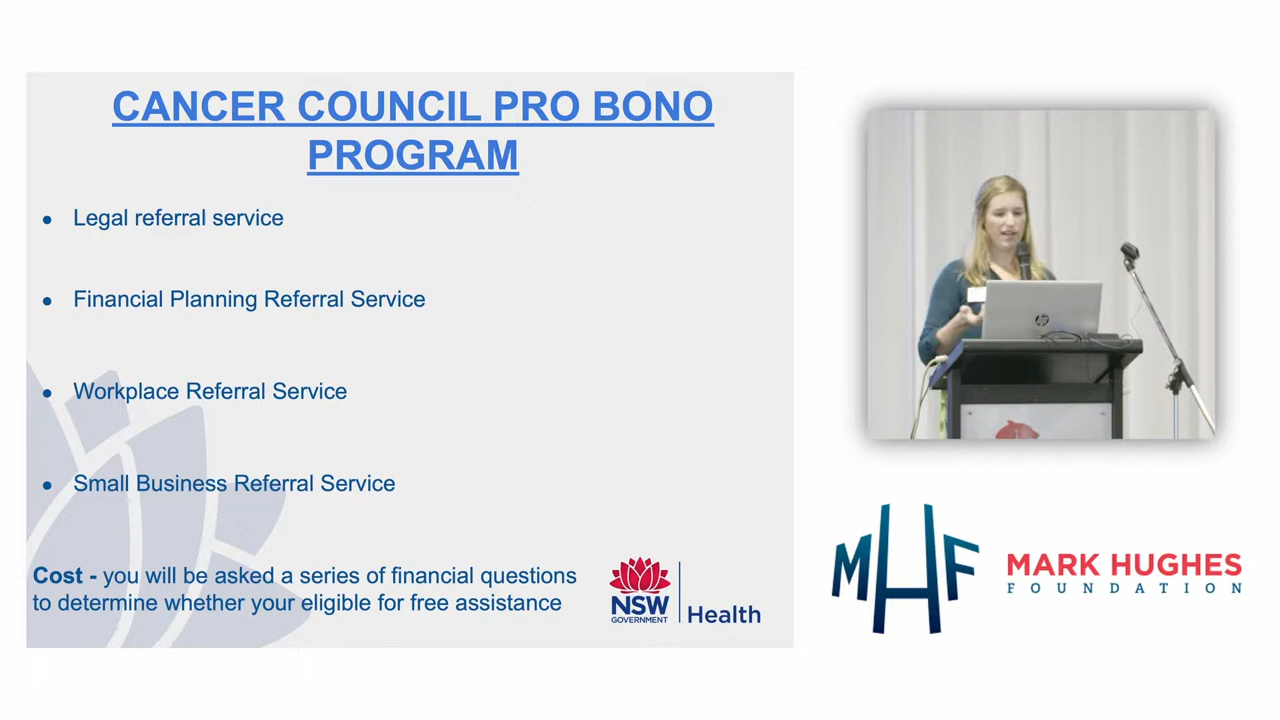 CANCER COUNCIL PRO BONO
PROGRAM
• Legal referral service
• Financial Planning Referral Service
• Workplace Referral Service
• Small Business Referral Service
Cost - you will be asked a series of financial questions
to determine whether your eligible for free assistance
NSW
GOVERNMENT
Health
hp
MHF
MARK HUGHES
FOUNDATION